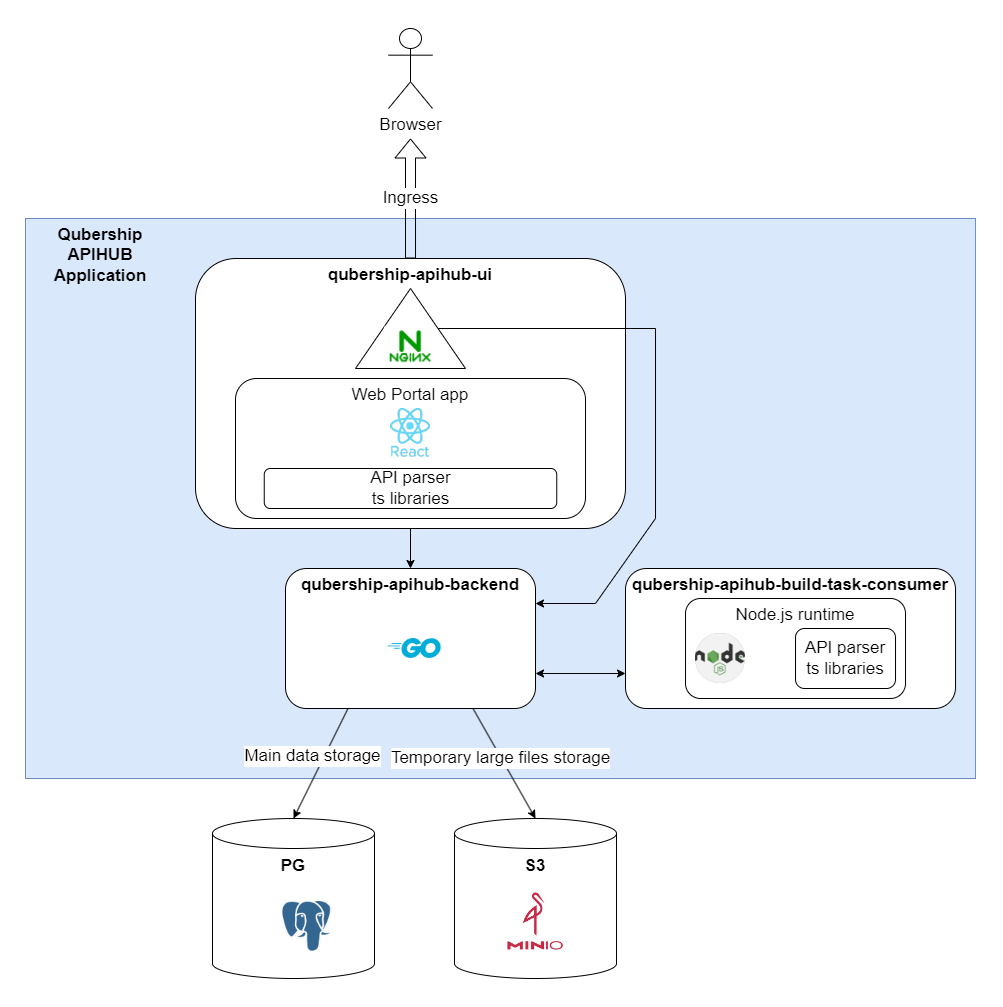 Browser
Ingress
Qubership
APIHUB
Application
qubership-apihub-ui
N
NGINX
Web Portal app
React
API parser
ts libraries
qubership-apihub-backend
GO
qubership-apihub-build-task-consumer
Node.js runtime
node
JS
API parser
ts libraries
Main data storage
Temporary large files storage
PG
S3
MINIO